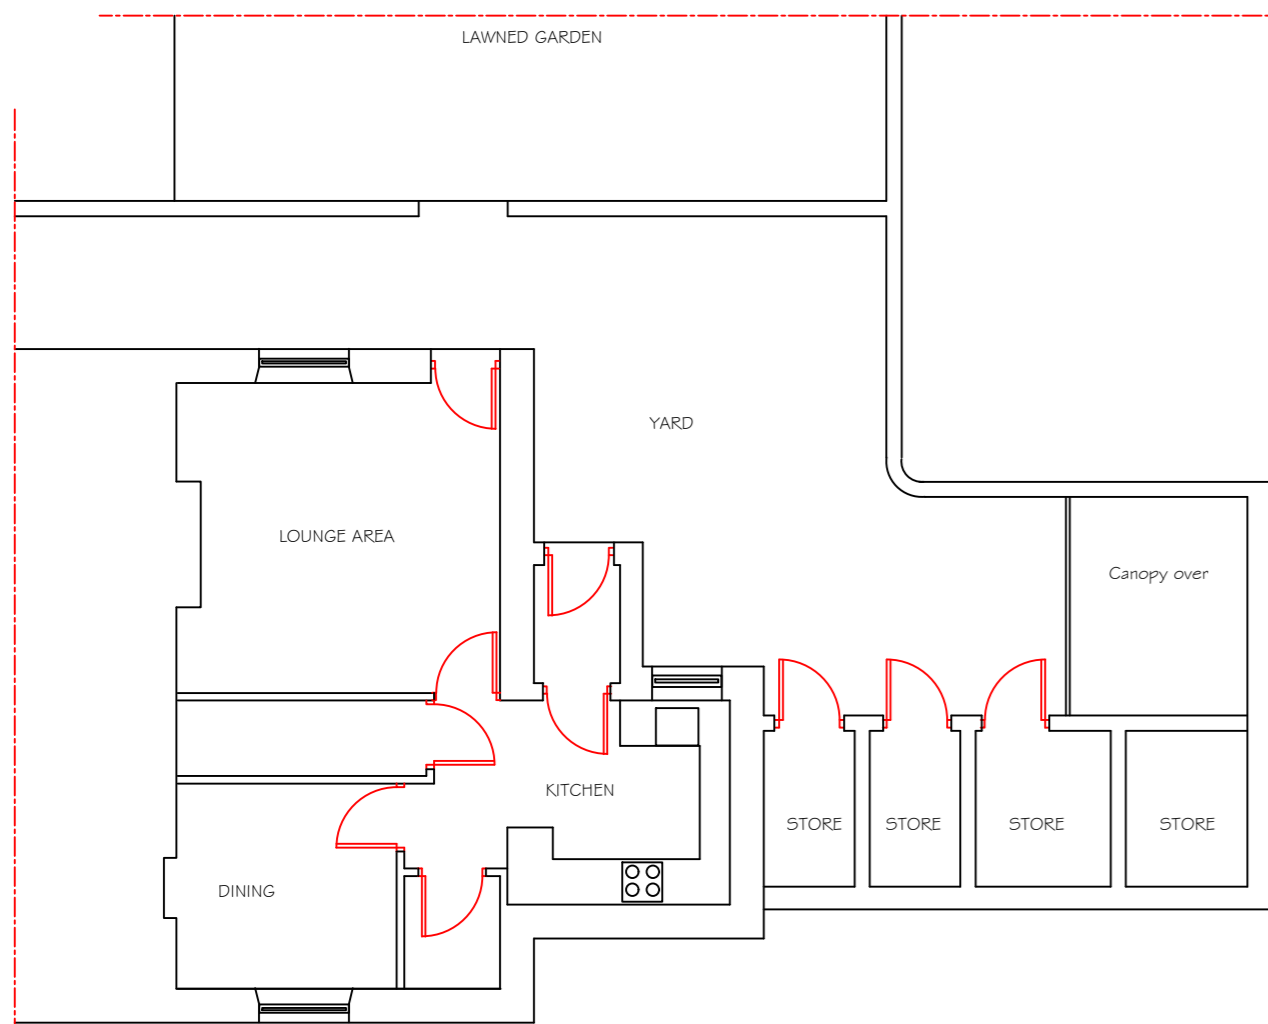 LAWNED GARDEN
YARD
LOUNGE AREA
Canopy over
KITCHEN
STORE
STORE
STORE
STORE
DINING